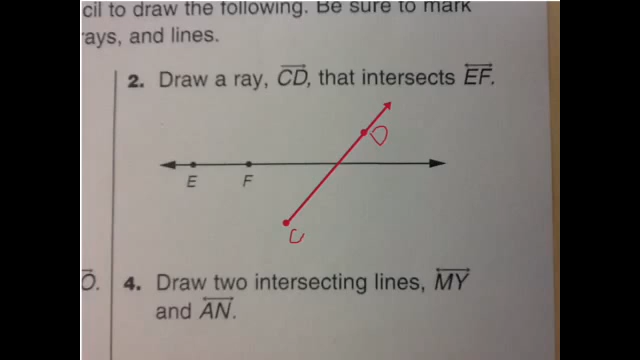 cil to draw the following. Be sure to mark
rays, and lines.
2. Draw a ray, CD, that intersects EF.
D
E F
C
O. 4. Draw two intersecting lines, MY
and AN.